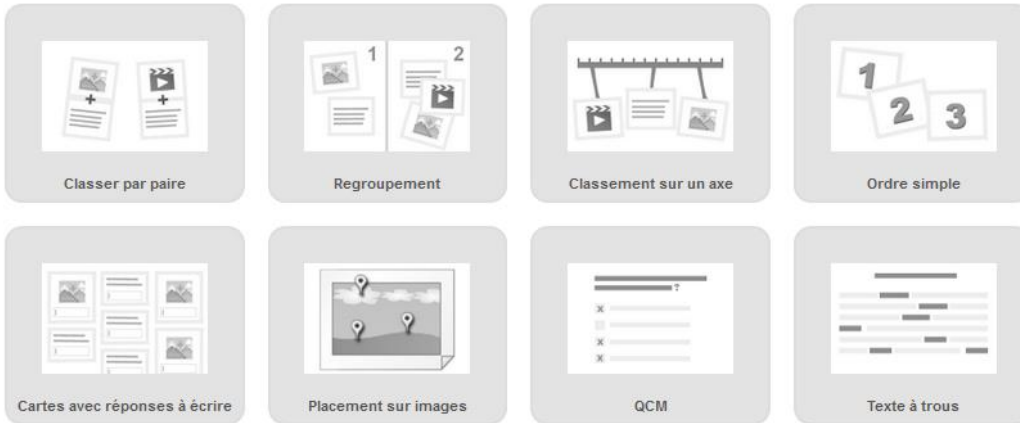 1
2
1
2
3
Classer par paire
Regroupement
Classement sur un axe
Ordre simple
?
X
X
X
Cartes avec réponses à écrire
Placement sur images
QCM
Texte à trous